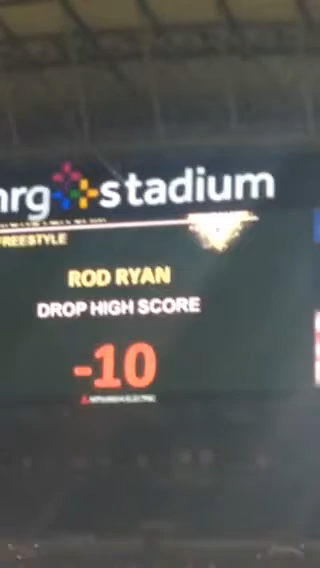 nrg stadium
FREESTYLE
ROD RYAN
DROP HIGH SCORE
-10